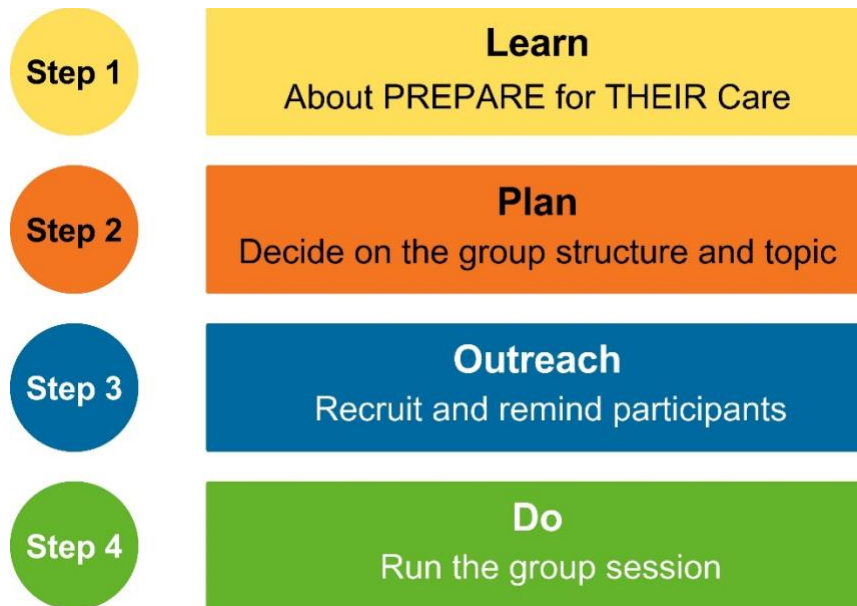 Step 1
Learn
About PREPARE for THEIR Care
Step 2
Plan
Decide on the group structure and topic
Step 3
Outreach
Recruit and remind participants
Step 4
Do
Run the group session